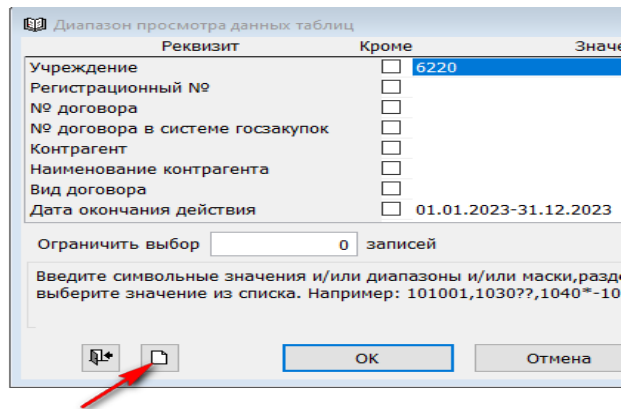 Диапазон просмотра данных таблиц
Реквизит Кроме Значе
Учреждение 6220
Регистрационный №
№ договора
№ договора в системе госзакупок
Контрагент
Наименование контрагента
Вид договора
Дата окончания действия 01.01.2023-31.12.2023
Ограничить выбор 0 записей
Введите символьные значения и/или диапазоны и/или маски,разде
выберите значение из списка. Например: 101001,1030??,1040*-10
ОК Отмена